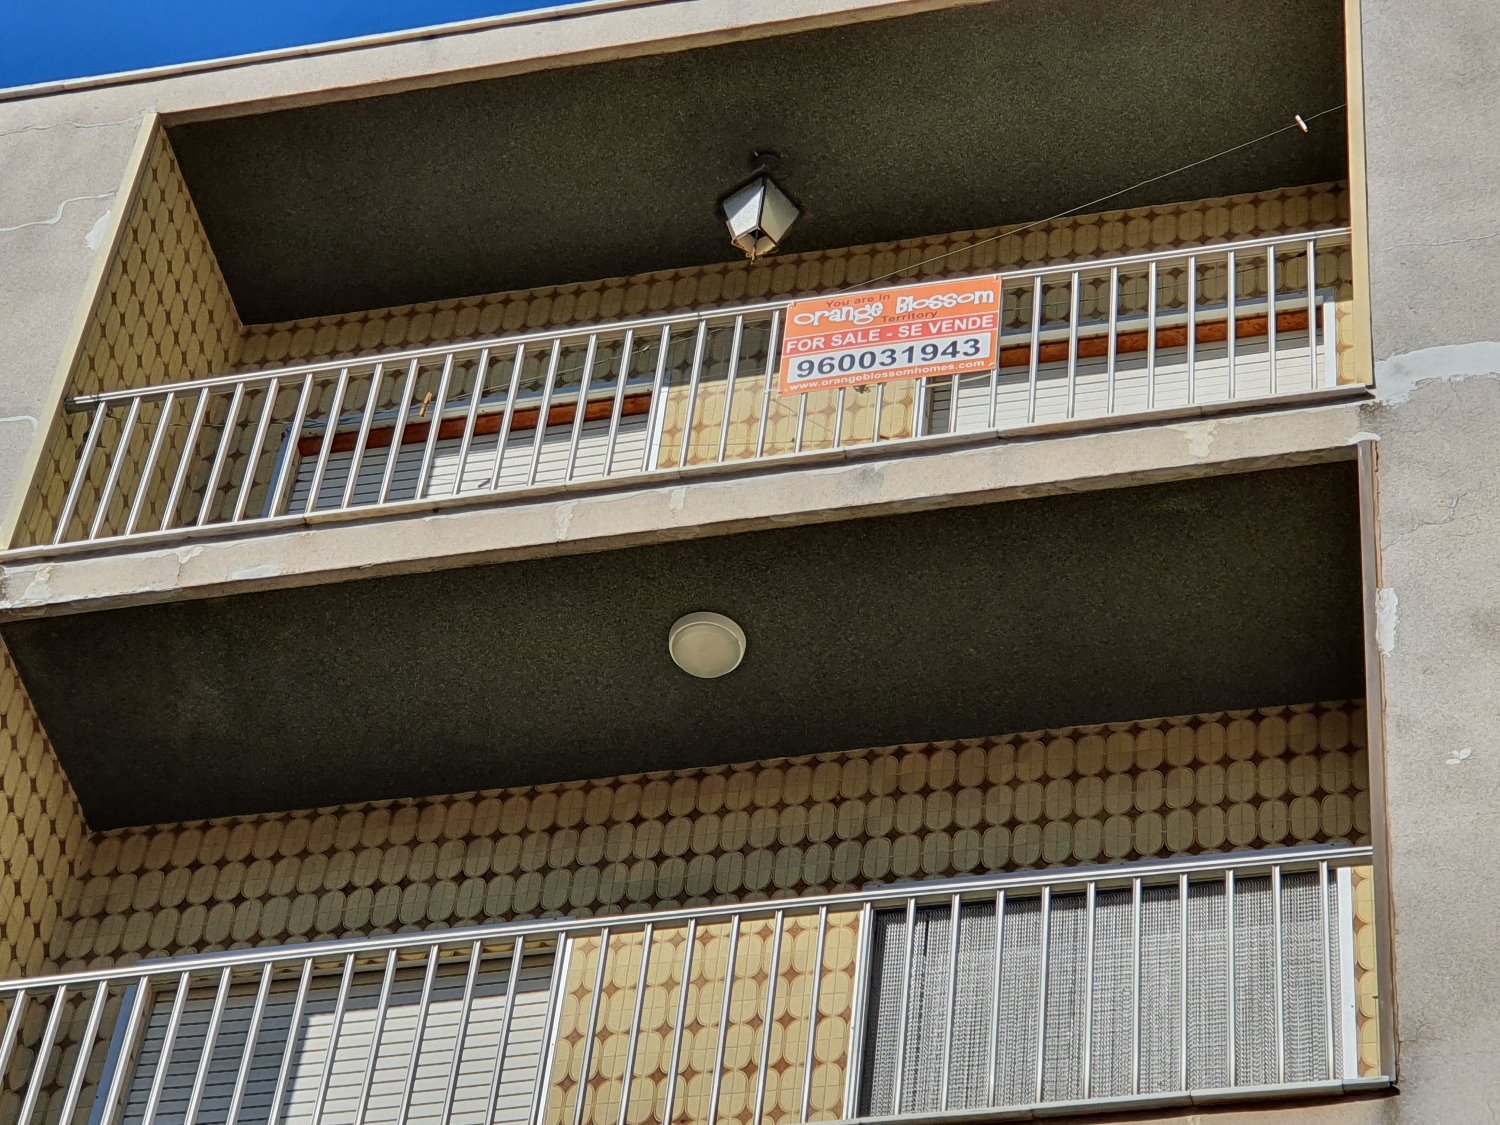 You are in
Orange Blossom
Territory
FOR SALE - SE VENDE
960031943
www.orangeblossomhomes.com